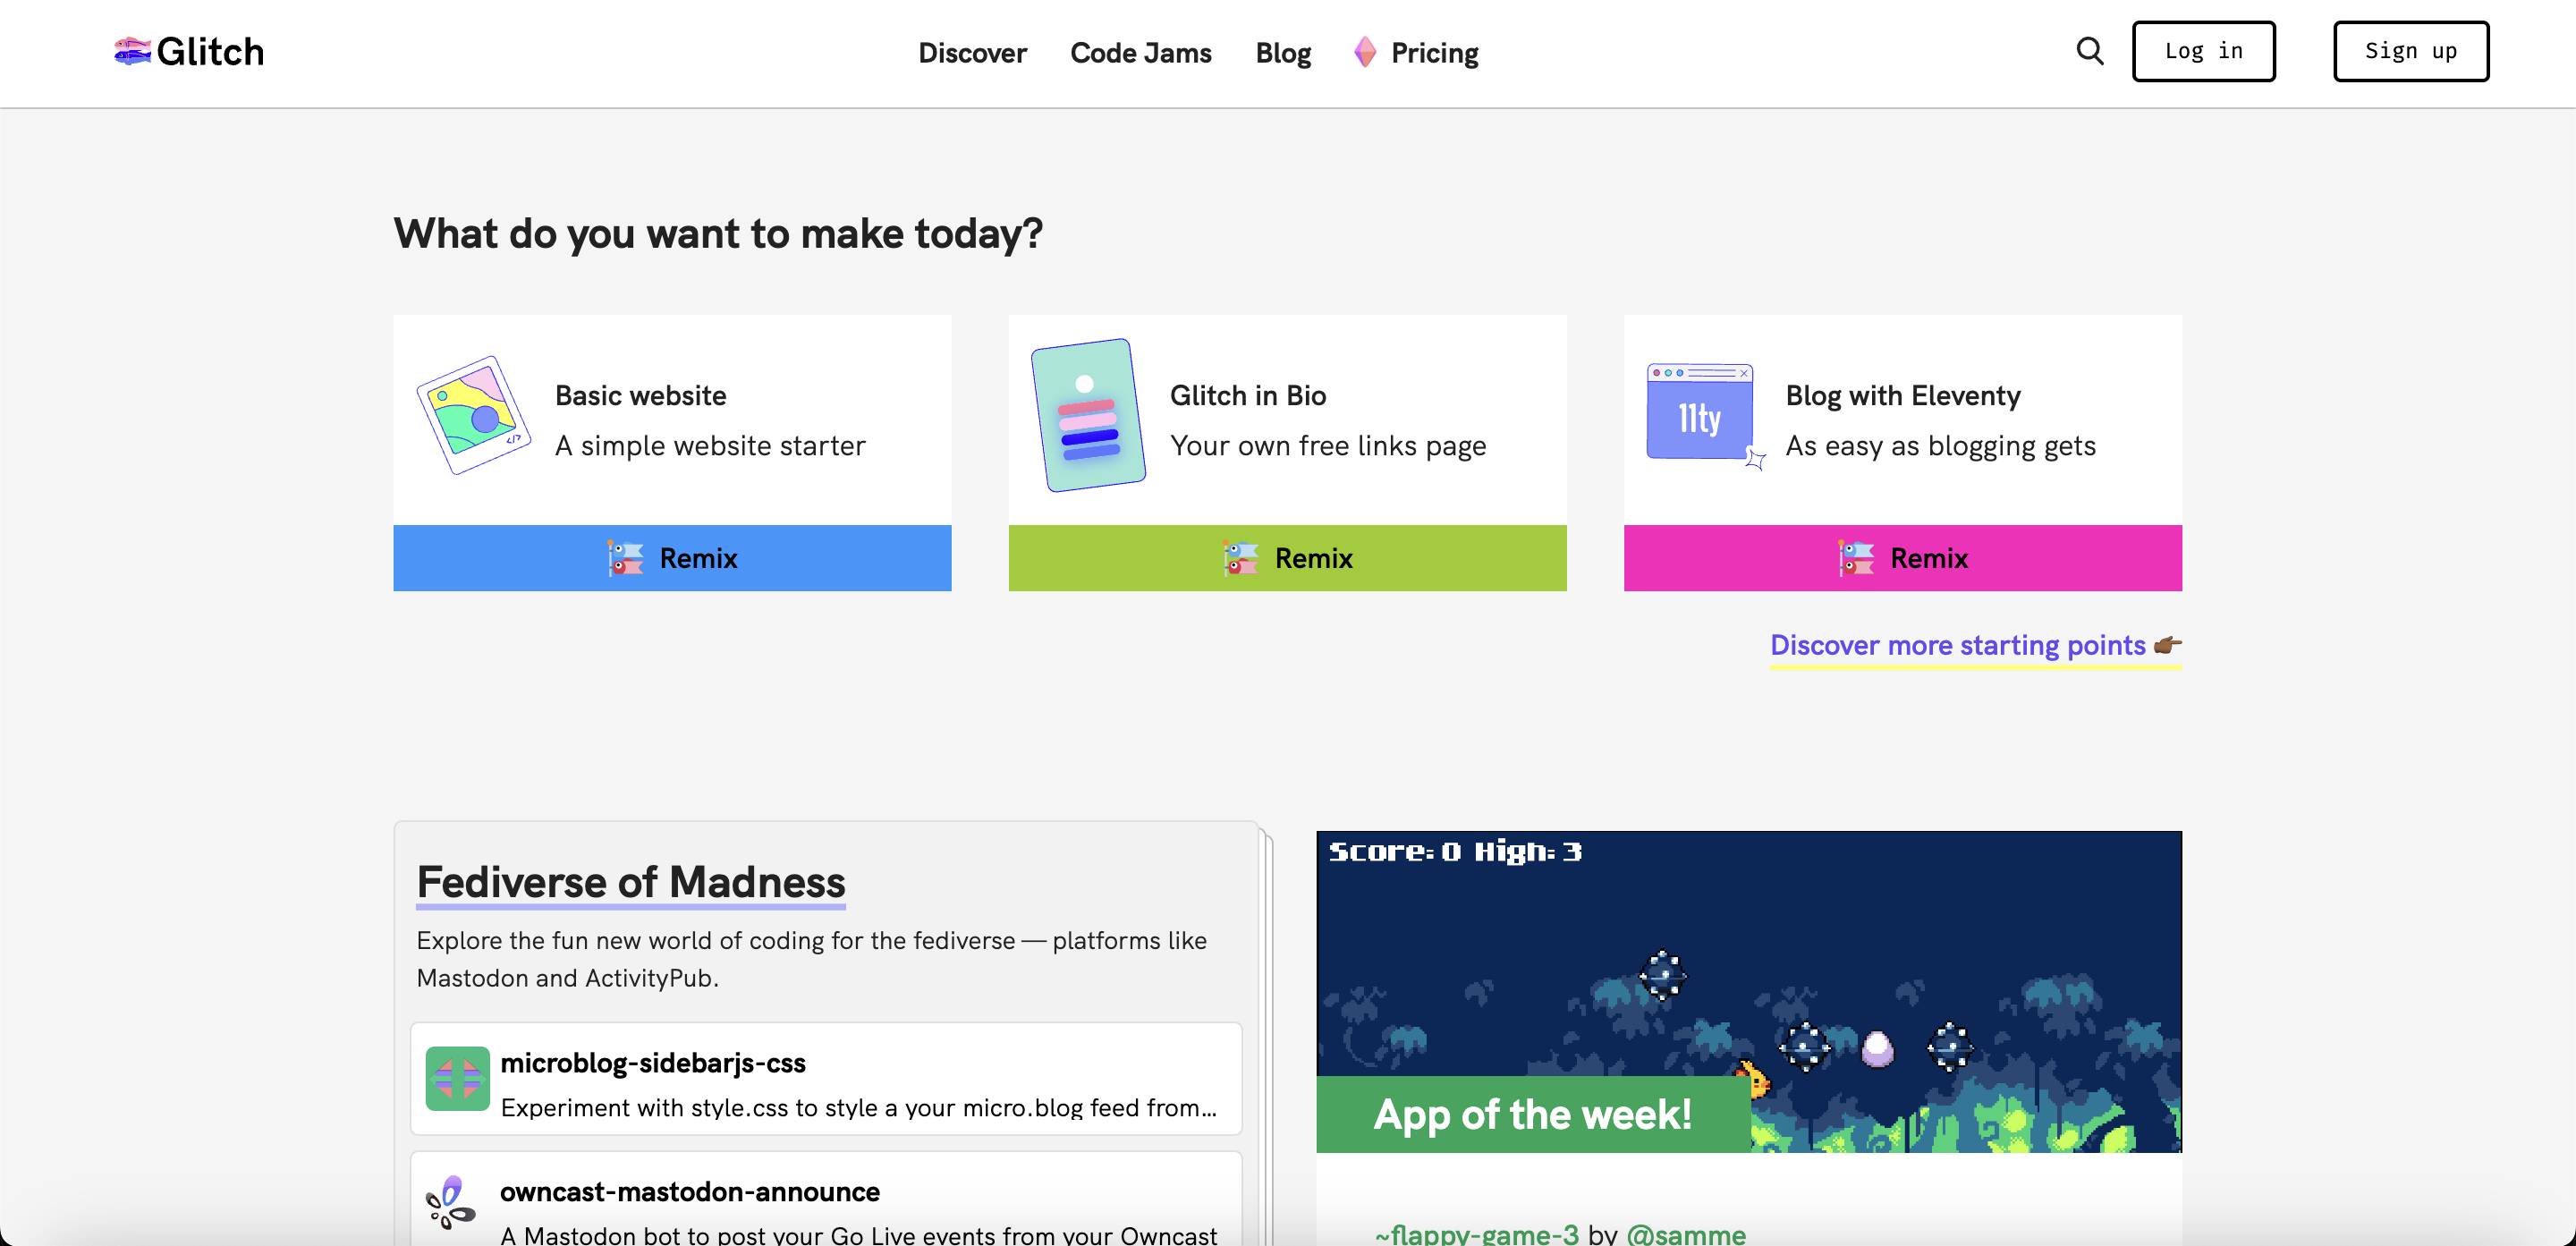 Glitch
Discover
Code Jams
Blog
Pricing
Log in
Sign up
What do you want to make today?
Basic website
A simple website starter
Remix
Glitch in Bio
Your own free links page
Remix
11ty
Blog with Eleventy
As easy as blogging gets
Remix
Discover more starting points
Fediverse of Madness
Explore the fun new world of coding for the fediverse — platforms like
Mastodon and ActivityPub.
microblog-sidebarjs-css
Experiment with style.css to style a your micro.blog feed from...
owncast-mastodon-announce
A Mastodon bot to post your Go Live events from your Owncast
Score: 0 High: 3
App of the week!
~flappy-game-3 by @samme